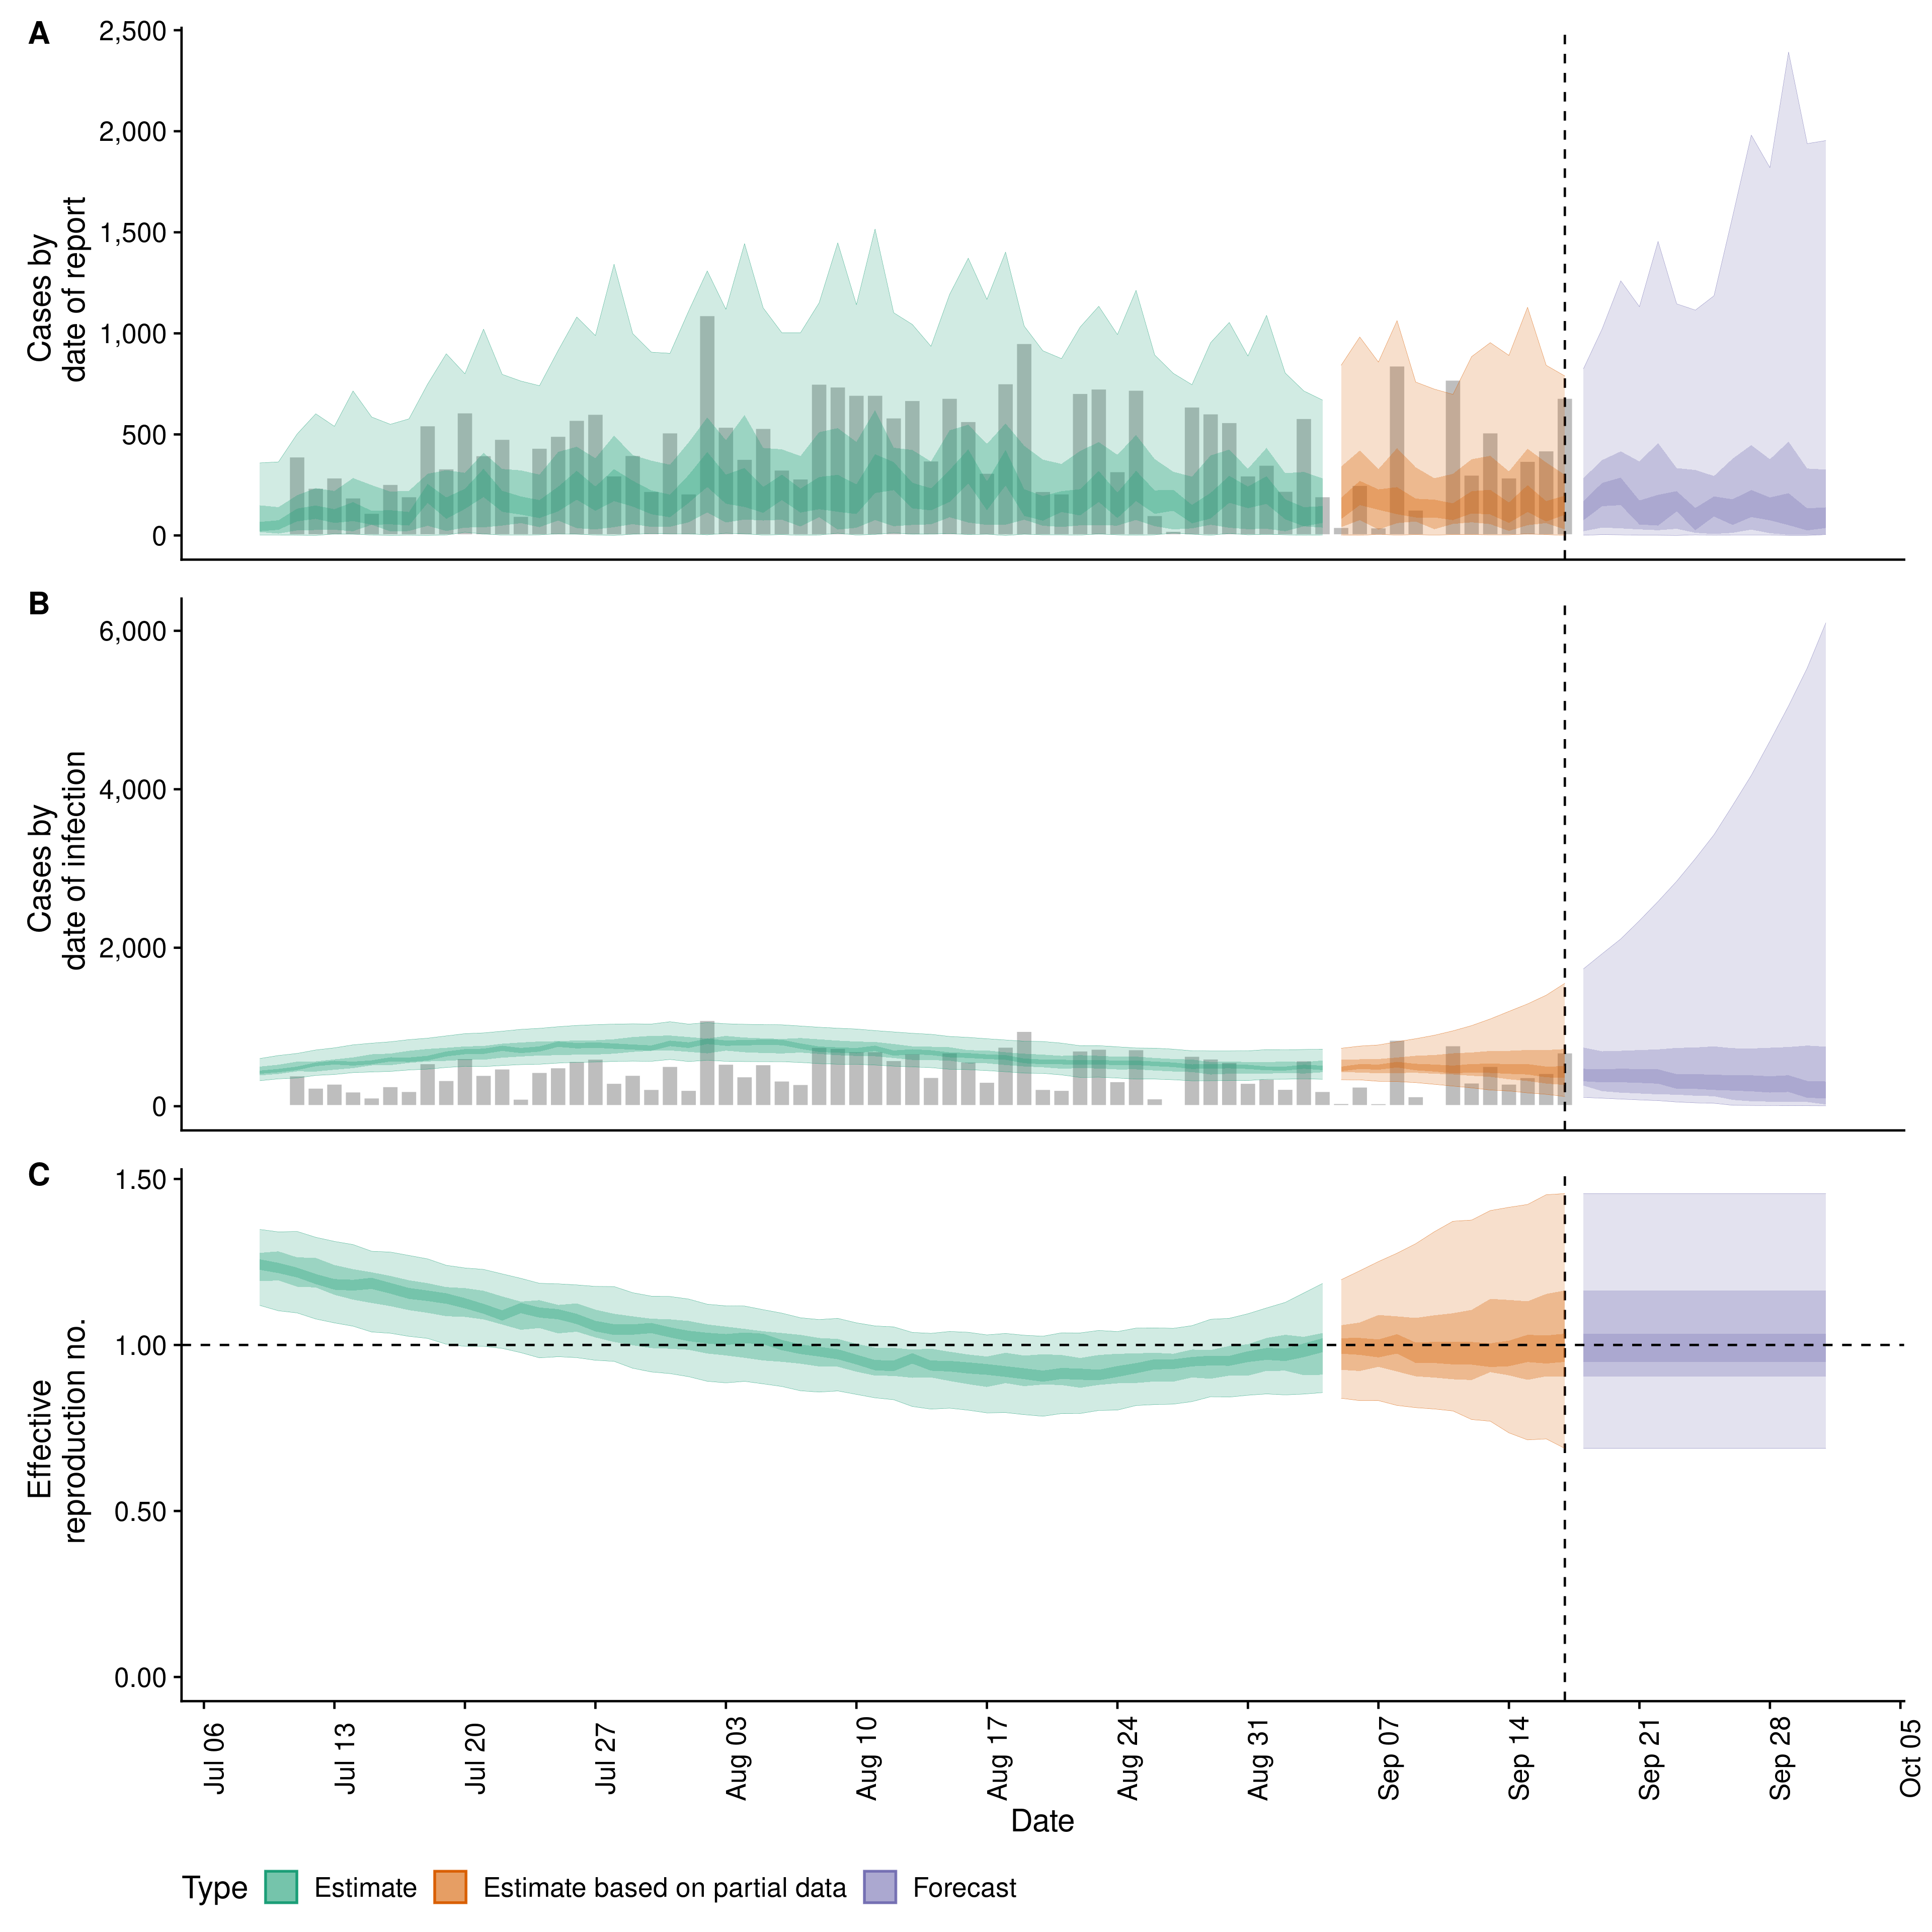 A
2,500
2,000
1,500
1,000
500
0
Cases by
date of report
B
6,000
4,000
2,000
0
Cases by
date of infection
C
1.50
1.00
0.50
0.00
Effective
reproduction no.
Jul 06
Jul 13
Jul 20
Jul 27
Aug 03
Aug 10
Aug 17
Aug 24
Aug 31
Sep 07
Sep 14
Sep 21
Sep 28
Oct 05
Date
Type Estimate Estimate based on partial data Forecast